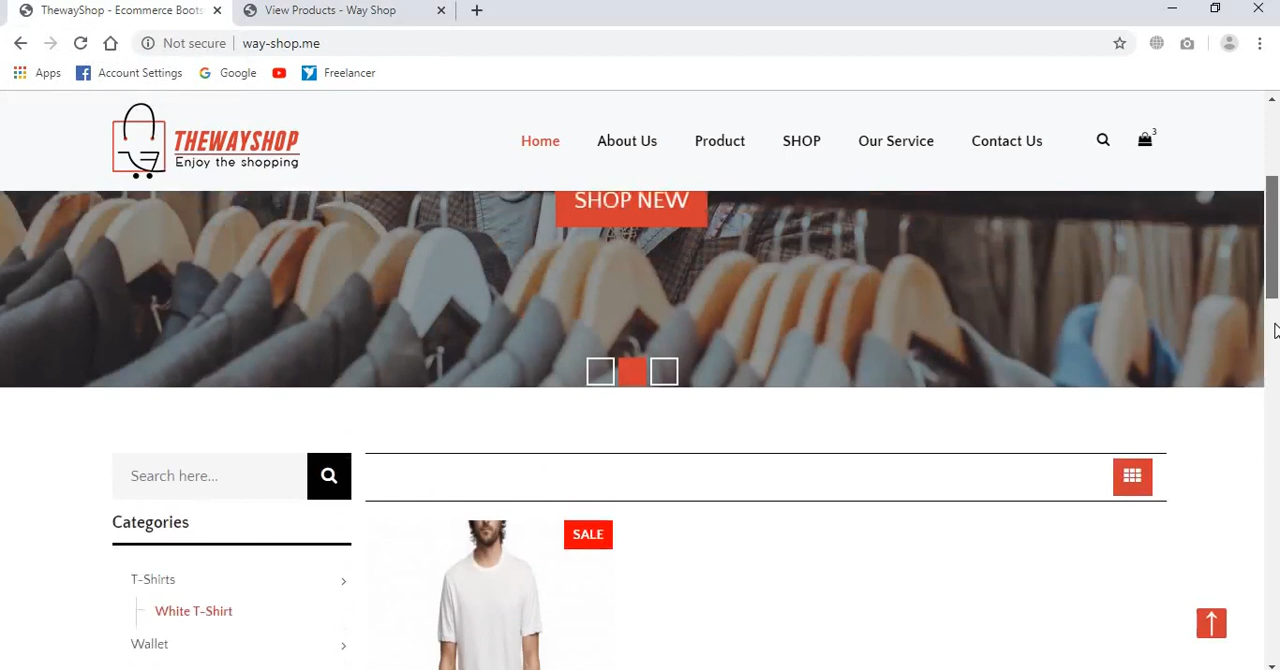 ThewayShop - Ecommerce Boots
View Products - Way Shop
Not secure
way-shop.me
Apps
Account Settings
Google
Freelancer
THEWAYSHOP
Enjoy the shopping
Home
About Us
Product
SHOP
Our Service
Contact Us
3
SHOP NEW
Search here...
Categories
SALE
T-Shirts
White T-Shirt
Wallet